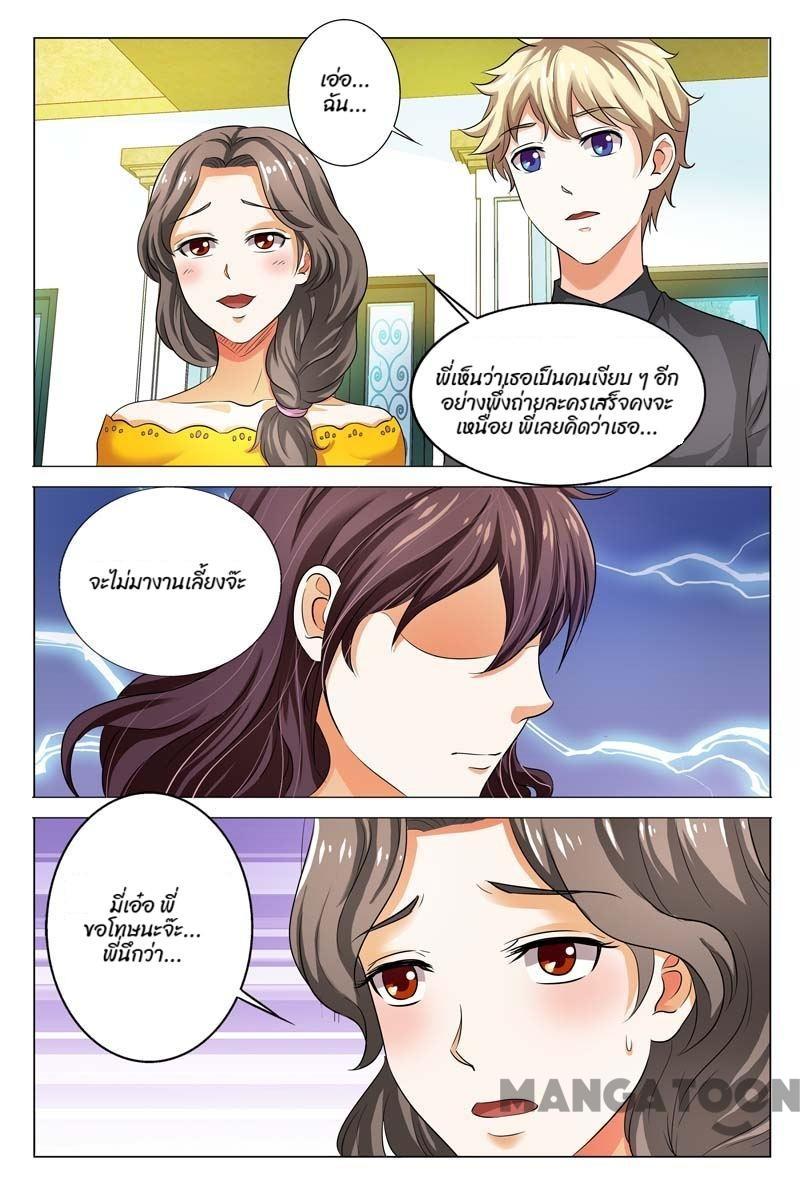 เอ่อ...
ฉัน...
พี่เห็นว่าเธอเป็นคนเงียบ ๆ อีก
อย่างพึ่งถ่ายละครเสร็จคงจะ
เหนื่อย พี่เลยคิดว่าเธอ...
จะไม่มางานเลี้ยงจ๊ะ
มี่เอ๋อ พี่
ขอโทษนะจ๊ะ...
พี่นึกว่า...
MANGATOON